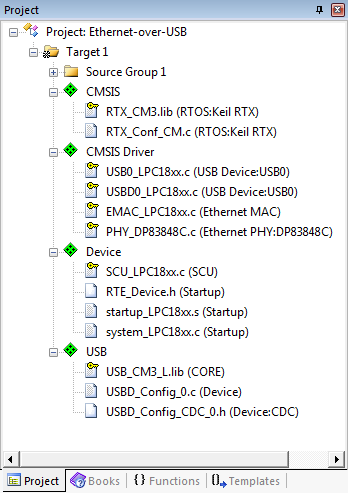 Project
Project: Ethernet-over-USB
Target 1
Source Group 1
CMSIS
RTX_CM3.lib (RTOS:Keil RTX)
RTX_Conf_CM.c (RTOS:Keil RTX)
CMSIS Driver
USB0_LPC18xx.c (USB Device:USB0)
USBD0_LPC18xx.c (USB Device:USB0)
EMAC_LPC18xx.c (Ethernet MAC)
PHY_DP83848C.c (Ethernet PHY:DP83848C)
Device
SCU_LPC18xx.c (SCU)
RTE_Device.h (Startup)
startup_LPC18xx.s (Startup)
system_LPC18xx.c (Startup)
USB
USB_CM3_L.lib (CORE)
USBD_Config_0.c (Device)
USBD_Config_CDC_0.h (Device:CDC)
Project Books {} Functions 0 Templates